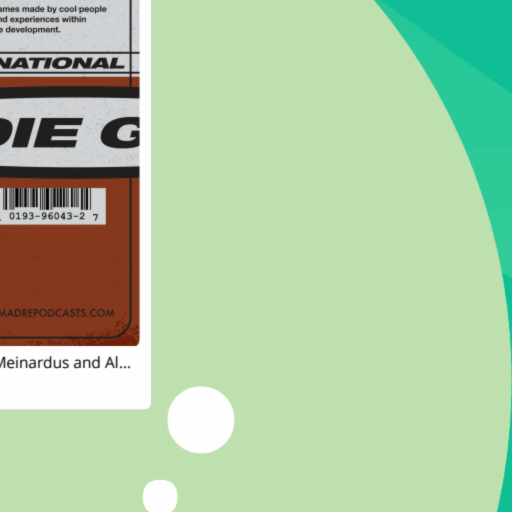 ames made by cool people
nd experiences within
e development.
NATIONAL
DIE G
0193-96043-2 7
MADREPODCASTS.COM
Meinardus and Al...